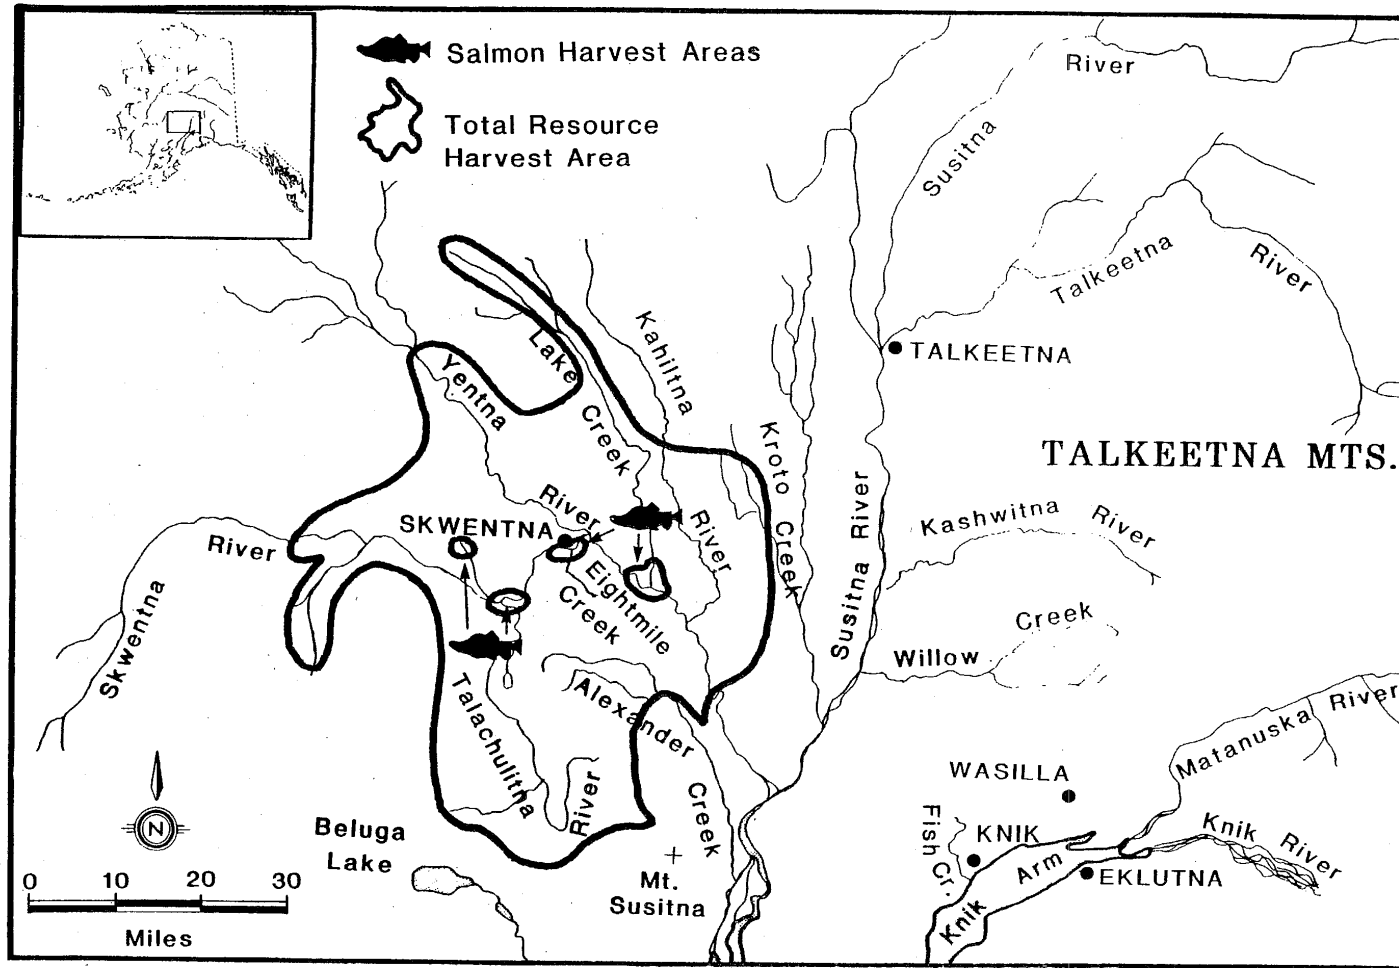 Salmon Harvest Areas
Total Resource
Harvest Area
River
Susitna
Talkeetna
River
TALKEETNA
Lake
Creek
Kahiltna
River
Yentna
River
Kroto
Creek
TALKEETNA MTS.
Susitna River
Kashwitna River
SKWENTNA
River
Skwentna
Eightmile
Creek
Creek
Willow
Alexander
Creek
Talachulitna
River
Matanuska River
WASILLA
Fish Cr.
KNIK
Knik River
Knik Arm
EKLUTNA
Beluga
Lake
Mt.
Susitna
N
0 10 20 30
Miles